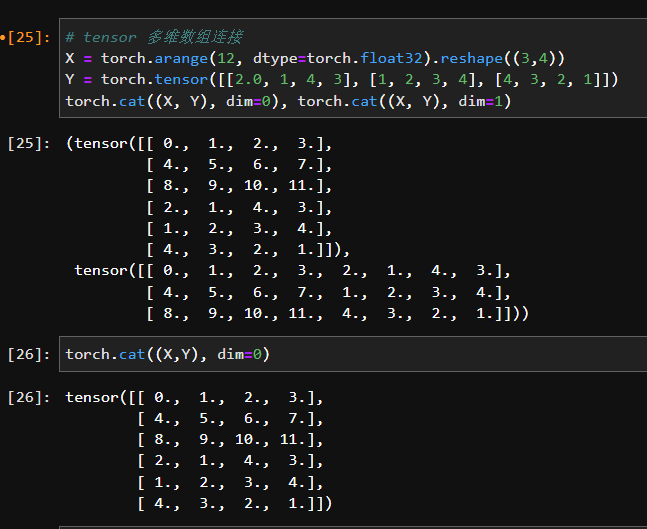 [25]: # tensor 多维数组连接
X = torch.arange(12, dtype=torch.float32).reshape((3,4))
Y = torch.tensor([[2.0, 1, 4, 3], [1, 2, 3, 4], [4, 3, 2, 1]])
torch.cat((X, Y), dim=0), torch.cat((X, Y), dim=1)
[25]: (tensor([[ 0.,  1.,  2.,  3.],
         [ 4.,  5.,  6.,  7.],
         [ 8.,  9., 10., 11.],
         [ 2.,  1.,  4.,  3.],
         [ 1.,  2.,  3.,  4.],
         [ 4.,  3.,  2.,  1.]]),
 tensor([[ 0.,  1.,  2.,  3.,  2.,  1.,  4.,  3.],
         [ 4.,  5.,  6.,  7.,  1.,  2.,  3.,  4.],
         [ 8.,  9., 10., 11.,  4.,  3.,  2.,  1.]]))
[26]: torch.cat((X,Y), dim=0)
[26]: tensor([[ 0.,  1.,  2.,  3.],
        [ 4.,  5.,  6.,  7.],
        [ 8.,  9., 10., 11.],
        [ 2.,  1.,  4.,  3.],
        [ 1.,  2.,  3.,  4.],
        [ 4.,  3.,  2.,  1.]])